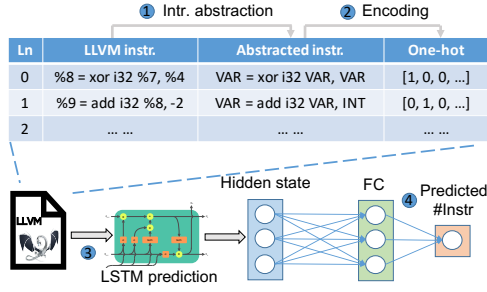 1 Intr. abstraction 2 Encoding
Ln LLVM instr. Abstracted instr. One-hot
0 %8 = xor i32 %7, %4 VAR = xor i32 VAR, VAR [1, 0, 0, …]
1 %9 = add i32 %8, -2 VAR = add i32 VAR, INT [0, 1, 0, …]
2 … … … … … …
Hidden state FC 4 Predicted
#Instr
LLVM
3
LSTM prediction